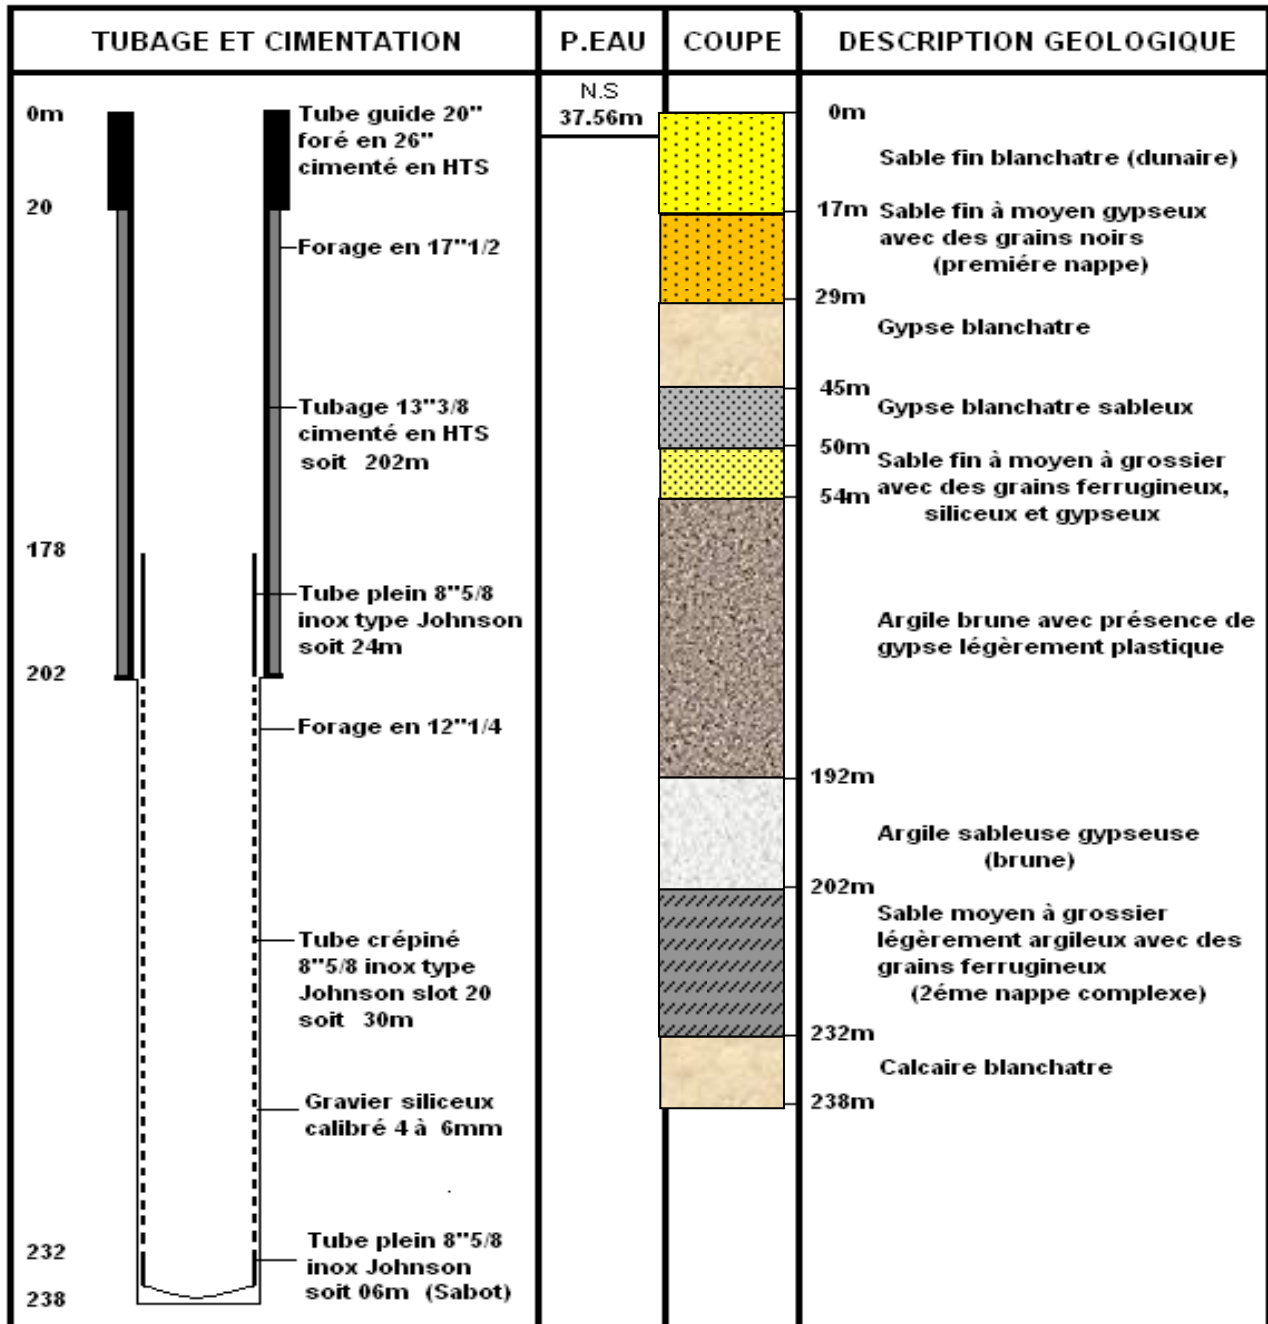 TUBAGE ET CIMENTATION
P.EAU
COUPE
DESCRIPTION GEOLOGIQUE
0m
20
178
202
232
238
Tube guide 20"
foré en 26"
cimenté en HTS
Forage en 17"1/2
Tubage 13"3/8
cimenté en HTS
soit 202m
Tube plein 8"5/8
inox type Johnson
soit 24m
Forage en 12"1/4
Tube crépiné
8"5/8 inox type
Johnson slot 20
soit 30m
Gravier siliceux
calibré 4 à 6mm
Tube plein 8"5/8
inox Johnson
soit 06m (Sabot)
N.S
37.56m
0m
Sable fin blanchatre (dunaire)
17m
Sable fin à moyen gypseux
avec des grains noirs
(premiére nappe)
29m
Gypse blanchatre
45m
Gypse blanchatre sableux
50m
Sable fin à moyen à grossier
avec des grains ferrugineux,
siliceux et gypseux
54m
Argile brune avec présence de
gypse légèrement plastique
192m
Argile sableuse gypseuse
(brune)
202m
Sable moyen à grossier
légèrement argileux avec des
grains ferrugineux
(2éme nappe complexe)
232m
Calcaire blanchatre
238m